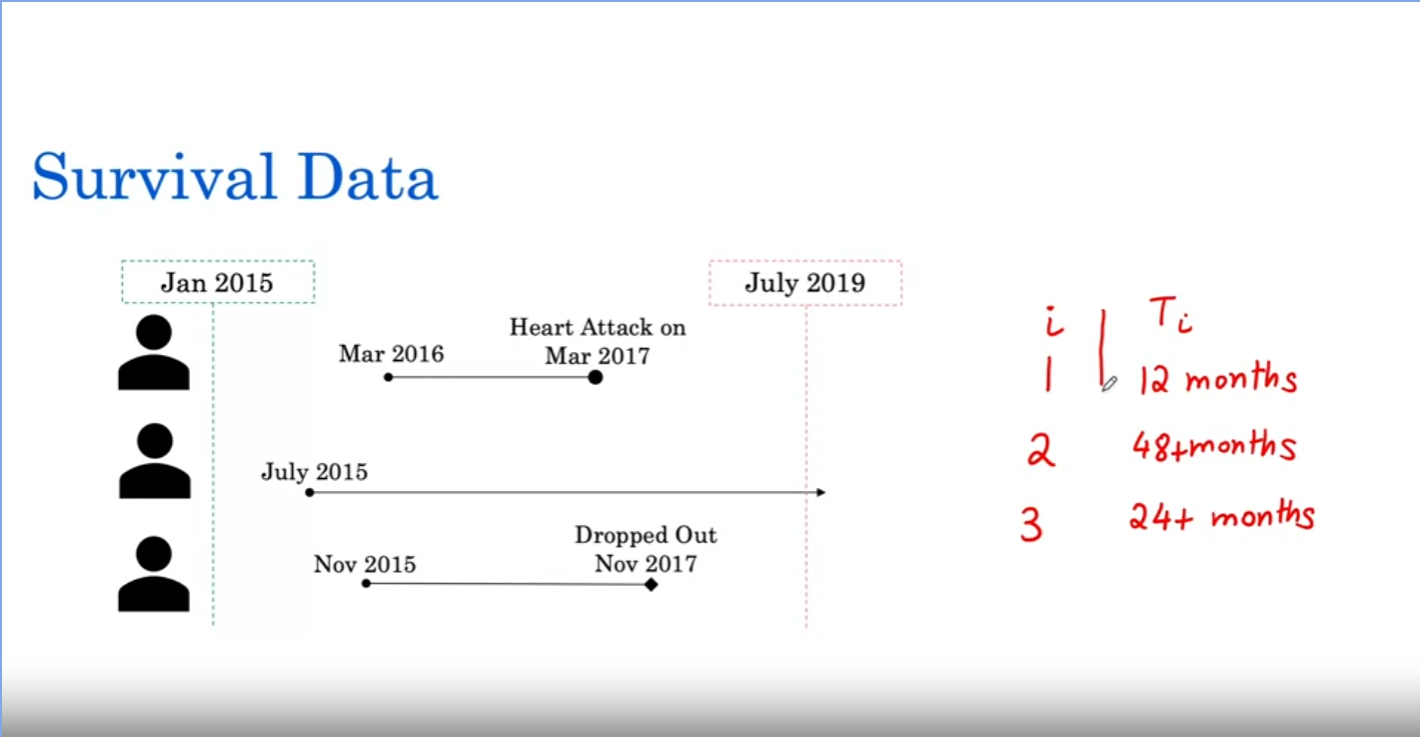 Survival Data
Jan 2015
July 2019
Mar 2016
Heart Attack on
Mar 2017
July 2015
Nov 2015
Dropped Out
Nov 2017
i Ti
1 12 months
2 48+months
3 24+ months